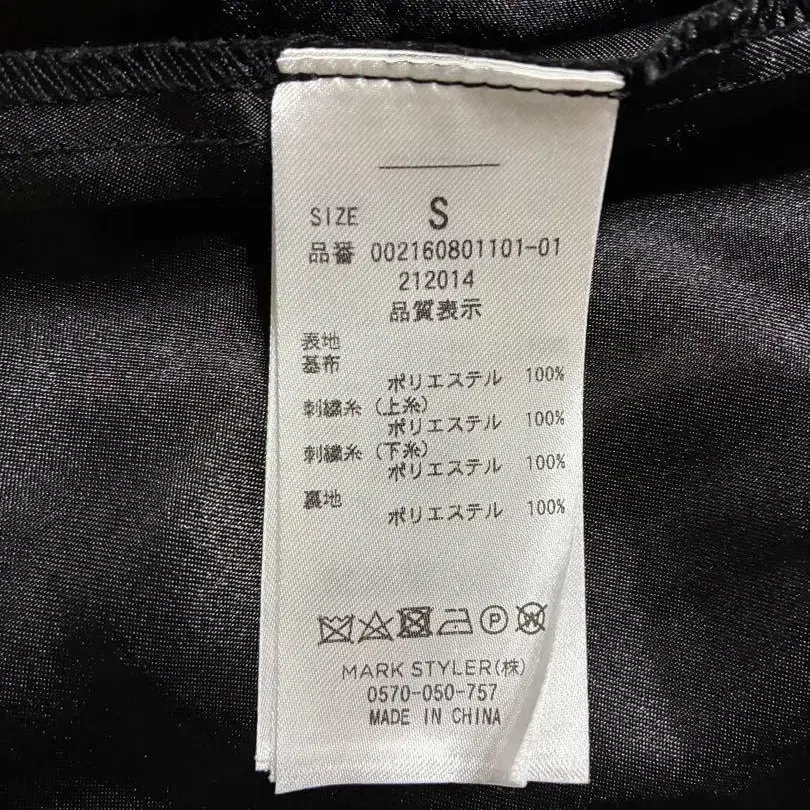 SIZE S
品番 002160801101-01
212014
品質表示
表地
基布
ポリエステル 100%
刺繍糸(上糸)
ポリエステル 100%
刺繍糸(下糸)
ポリエステル 100%
裏地
ポリエステル 100%
P W
MARK STYLER(株)
0570-050-757
MADE IN CHINA